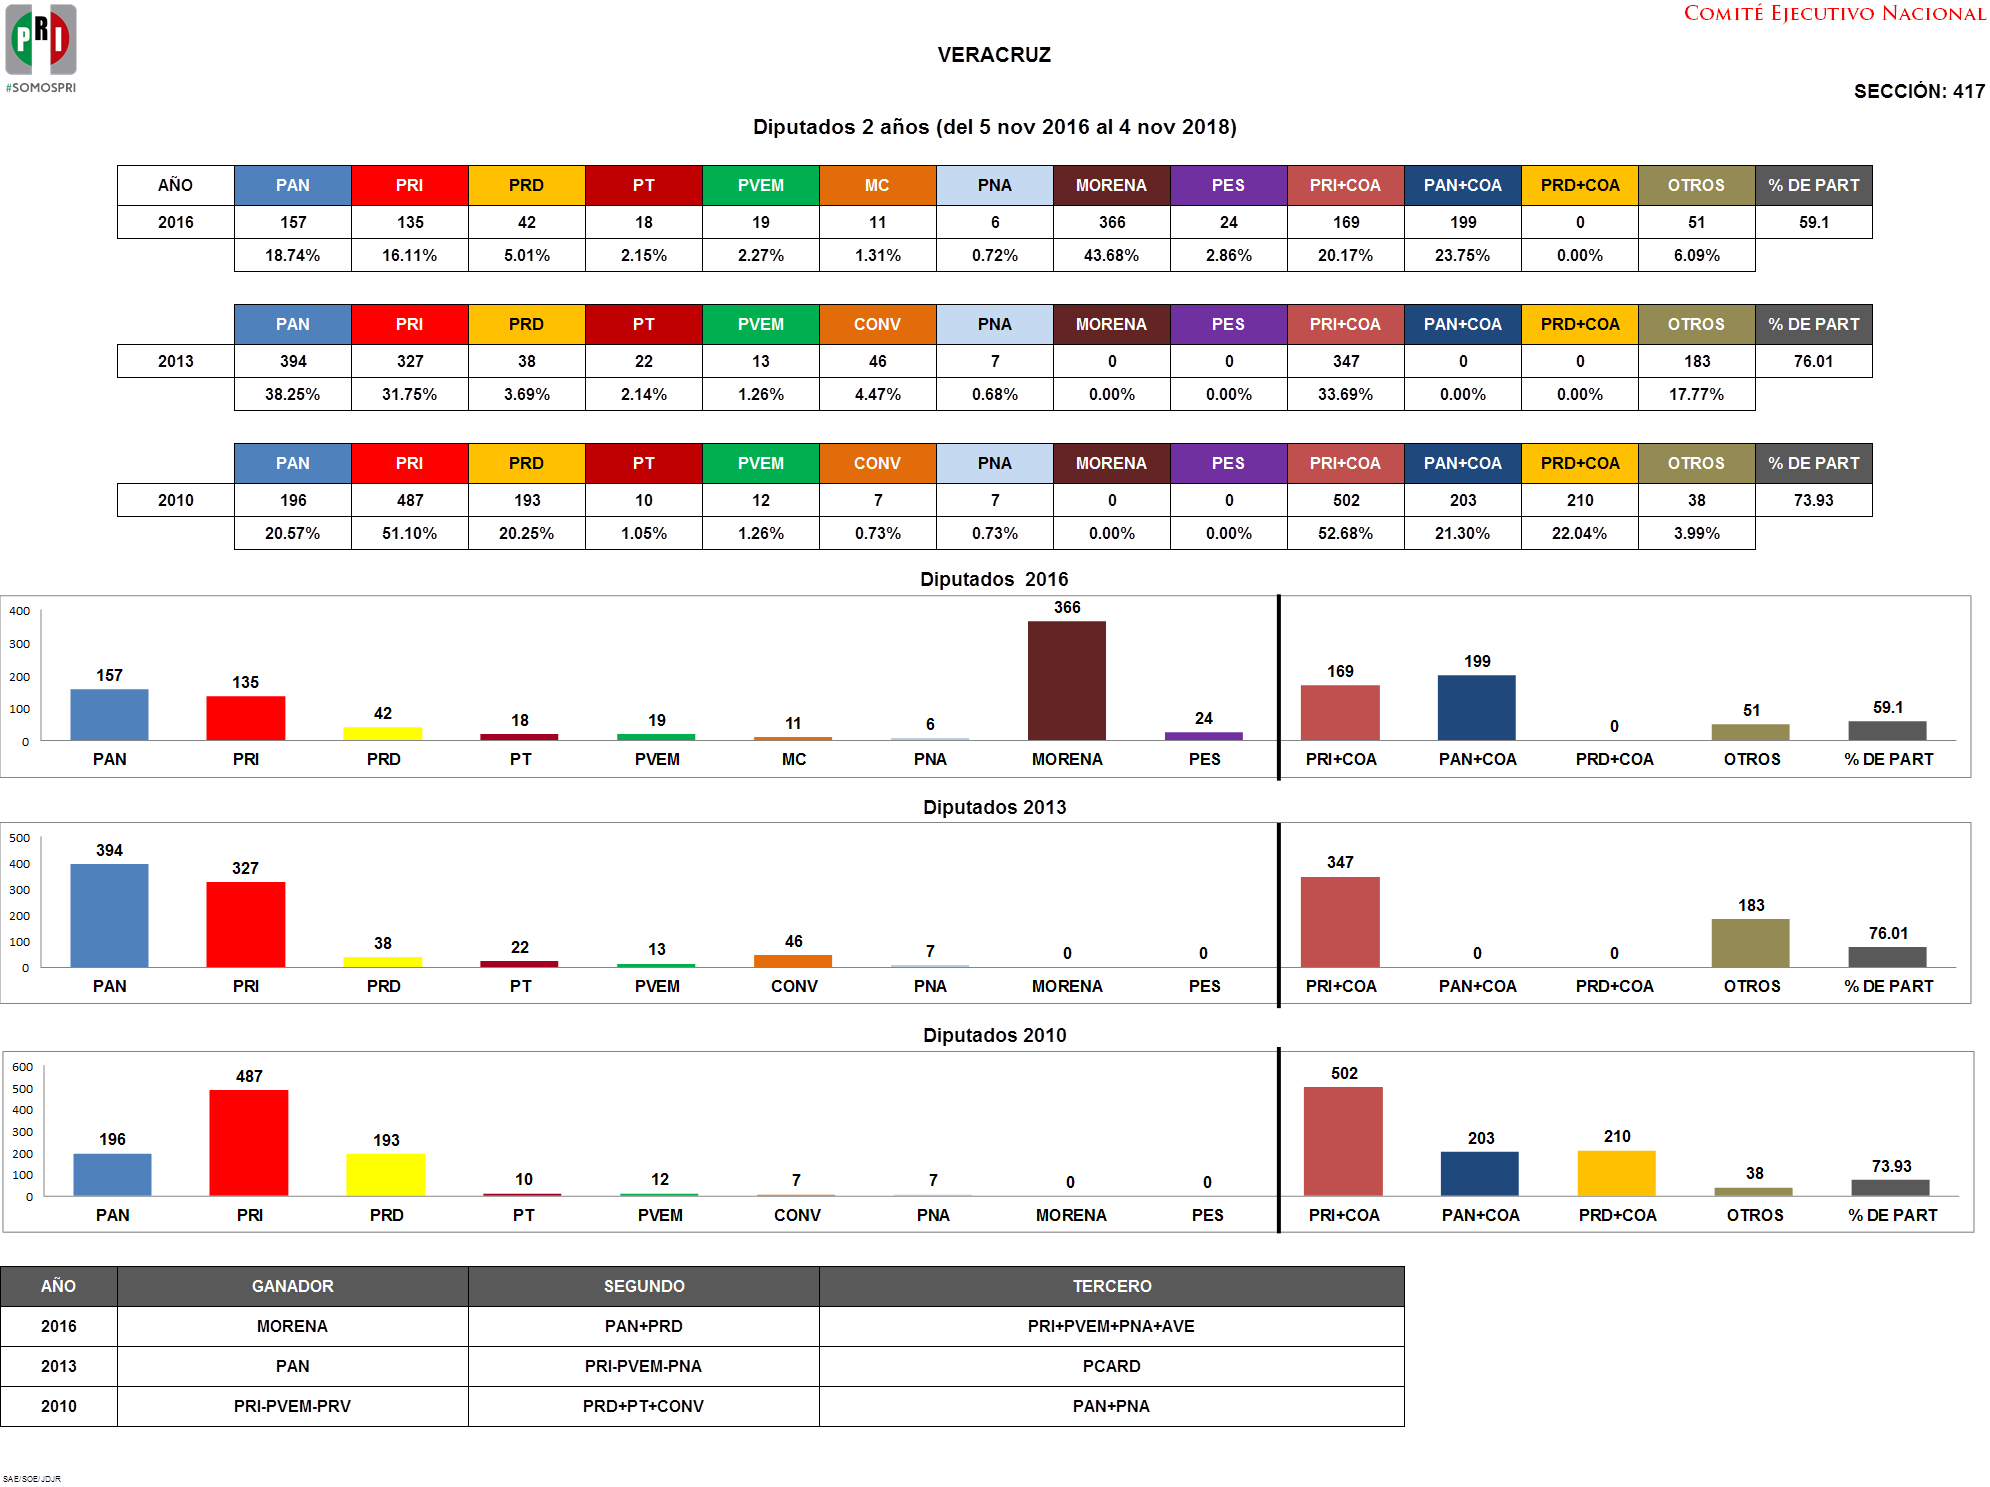 PRI
#SOMOSPRI
COMITÉ EJECUTIVO NACIONAL
VERACRUZ
SECCIÓN: 417
Diputados 2 años (del 5 nov 2016 al 4 nov 2018)
AÑO PAN PRI PRD PT PVEM MC PNA MORENA PES PRI+COA PAN+COA PRD+COA OTROS % DE PART
2016 157 135 42 18 19 11 6 366 24 169 199 0 51 59.1
18.74% 16.11% 5.01% 2.15% 2.27% 1.31% 0.72% 43.68% 2.86% 20.17% 23.75% 0.00% 6.09%
PAN PRI PRD PT PVEM CONV PNA MORENA PES PRI+COA PAN+COA PRD+COA OTROS % DE PART
2013 394 327 38 22 13 46 7 0 0 347 0 0 183 76.01
38.25% 31.75% 3.69% 2.14% 1.26% 4.47% 0.68% 0.00% 0.00% 33.69% 0.00% 0.00% 17.77%
PAN PRI PRD PT PVEM CONV PNA MORENA PES PRI+COA PAN+COA PRD+COA OTROS % DE PART
2010 196 487 193 10 12 7 7 0 0 502 203 210 38 73.93
20.57% 51.10% 20.25% 1.05% 1.26% 0.73% 0.73% 0.00% 0.00% 52.68% 21.30% 22.04% 3.99%
Diputados 2016
400
300
200
100
0
157 135 42 18 19 11 6 366 24 169 199 0 51 59.1
PAN PRI PRD PT PVEM MC PNA MORENA PES PRI+COA PAN+COA PRD+COA OTROS % DE PART
Diputados 2013
500
400
300
200
100
0
394 327 38 22 13 46 7 0 0 347 0 0 183 76.01
PAN PRI PRD PT PVEM CONV PNA MORENA PES PRI+COA PAN+COA PRD+COA OTROS % DE PART
Diputados 2010
600
500
400
300
200
100
0
196 487 193 10 12 7 7 0 0 502 203 210 38 73.93
PAN PRI PRD PT PVEM CONV PNA MORENA PES PRI+COA PAN+COA PRD+COA OTROS % DE PART
AÑO GANADOR SEGUNDO TERCERO
2016 MORENA PAN+PRD PRI+PVEM+PNA+AVE
2013 PAN PRI-PVEM-PNA PCARD
2010 PRI-PVEM-PRV PRD+PT+CONV PAN+PNA
SAE/SOE/JDJR